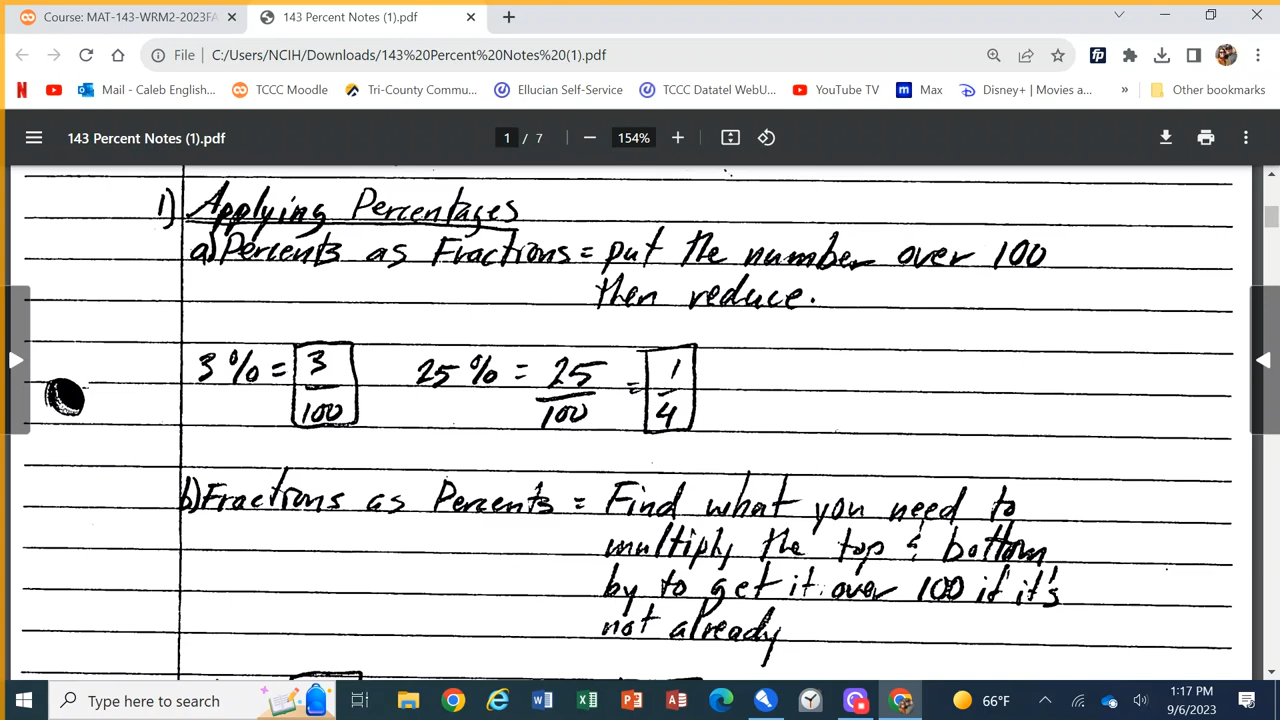 Course: MAT-143-WRM2-2023FA
143 Percent Notes (1).pdf
File
C:/Users/NCIH/Downloads/143%20Percent%20Notes%20(1).pdf
Mail - Caleb English...
TCCC Moodle
Tri-County Commu...
Ellucian Self-Service
TCCC Datatel WebU...
YouTube TV
Max
Disney+ | Movies a...
»
Other bookmarks
143 Percent Notes (1).pdf
1 / 7
154%
1) Applying Percentages
a) Percents as Fractions = put the number over 100
then reduce.
3% = 3/100 25% = 25/100 = 1/4
b) Fractions as Percents = Find what you need to
multiply the top & bottom
by to get it over 100 if it's
not already
Type here to search
66°F
1:17 PM
9/6/2023